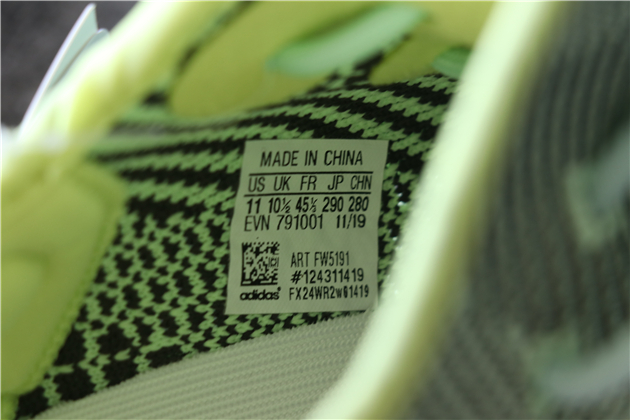 MADE IN CHINA
US UK FR JP CHN
11 10½ 45⅓ 290 280
EVN 791001 11/19
ART FW5191
#124311419
adidas® FX24WR2w61419